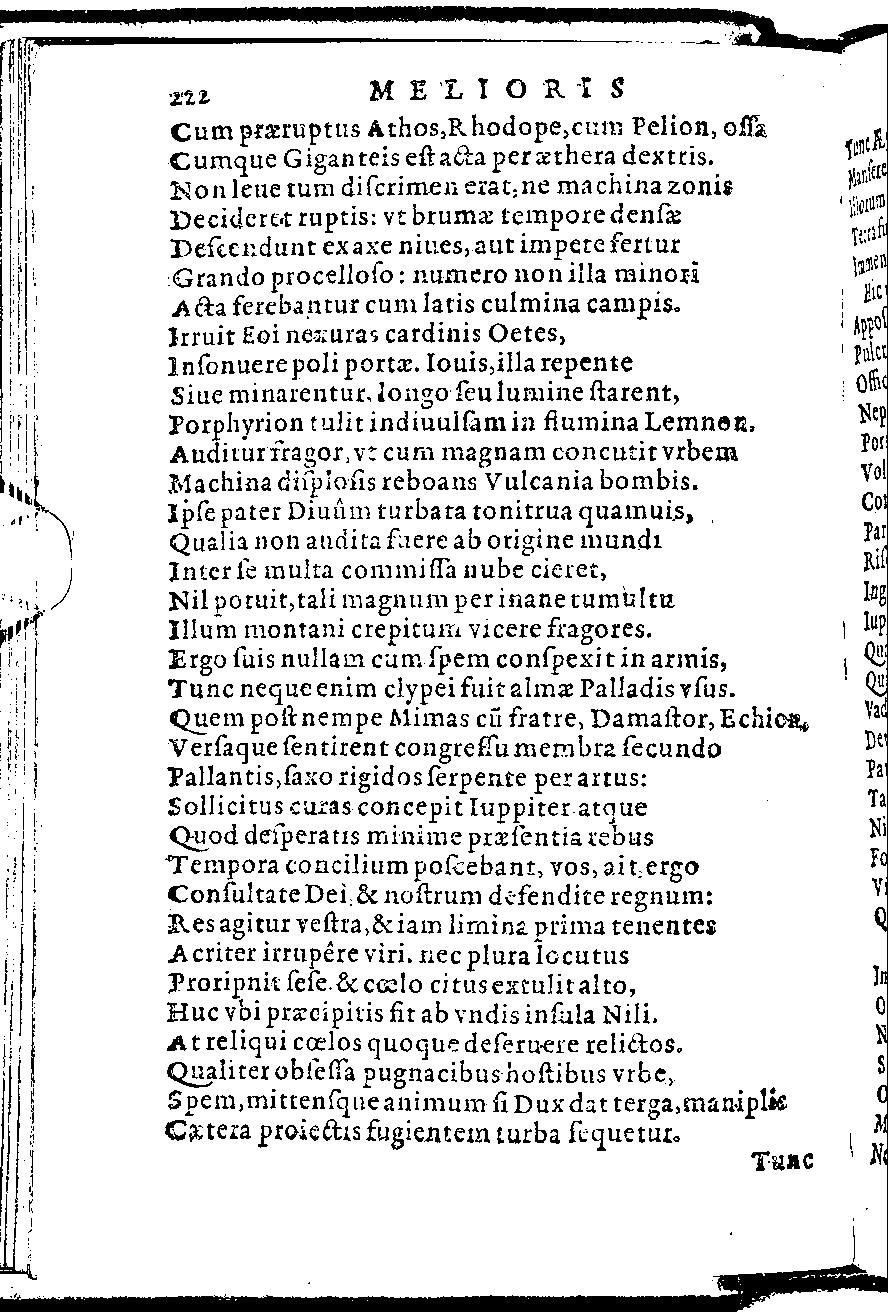 222 MELIORIS
Cum præruptus Athos, Rhodope, cum Pelion, ossa
Cumque Giganteis est acta per æthera dextris.
Non leue tum discrimen erat, ne machina zonis
Decideret ruptis: vt brumæ tempore densæ
Descendunt ex axe niues, aut impete fertur
Grando procelloso: numero non illa minori
Acta ferebantur cum latis culmina campis.
Irruit Eoi nexuras cardinis Oetes,
Insonuere poli portæ. Iouis, illa repente
Siue minarentur, longo seu lumine starent,
Porphyrion tulit indiuulsam in flumina Lemnon.
Auditur fragor, vt cum magnam concutit vrbem
Machina displosis reboans Vulcania bombis.
Ipse pater Diuûm turbata tonitrua quamuis,
Qualia non audita fuere ab origine mundi
Inter se multa commissa nube cieret,
Nil potuit, tali magnum per inane tumultu
Illum montani crepitum vicere fragores.
Ergo suis nullam cum spem conspexit in armis,
Tunc neque enim clypei fuit almæ Palladis vsus.
Quem post nempe Mimas cū fratre, Damastor, Echion,
Versaque sentirent congressu membra secundo
Pallantis, saxo rigidos serpente per artus:
Sollicitus curas concepit Iuppiter atque
Quod desperatis minime præsentia rebus
Tempora concilium poscebant, vos, ait, ergo
Consultate Dei, & nostrum defendite regnum:
Res agitur vestra, & iam limina prima tenentes
Acriter irrupêre viri. nec plura locutus
Proripnit sese. & cœlo citus extulit alto,
Huc vbi præcipitis fit ab vndis insula Nili.
At reliqui cœlos quoque deseruere relictos.
Qualiter obsessa pugnacibus hostibus vrbe,
Spem, mittensque animum si Dux dat terga, maniplis
Cætera proiectis fugientem turba sequetur.
Tunc